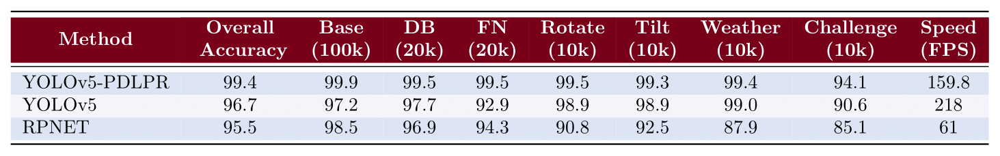 Method Overall Accuracy Base (100k) DB (20k) FN (20k) Rotate (10k) Tilt (10k) Weather (10k) Challenge (10k) Speed (FPS)
YOLOv5-PDLPR 99.4 99.9 99.5 99.5 99.5 99.3 99.4 94.1 159.8
YOLOv5 96.7 97.2 97.7 92.9 98.9 98.9 99.0 90.6 218
RPNET 95.5 98.5 96.9 94.3 90.8 92.5 87.9 85.1 61